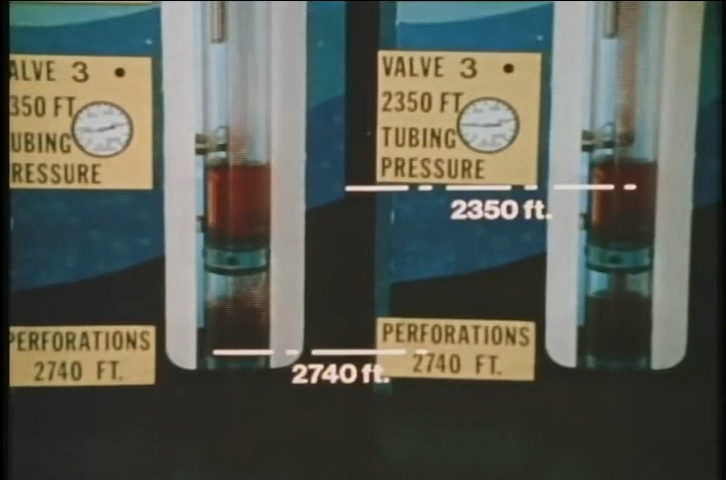 ALVE 3
350 FT
UBING
RESSURE
VALVE 3
2350 FT
TUBING
PRESSURE
2350 ft.
PERFORATIONS
2740 FT.
PERFORATIONS
2740 FT.
2740 ft.